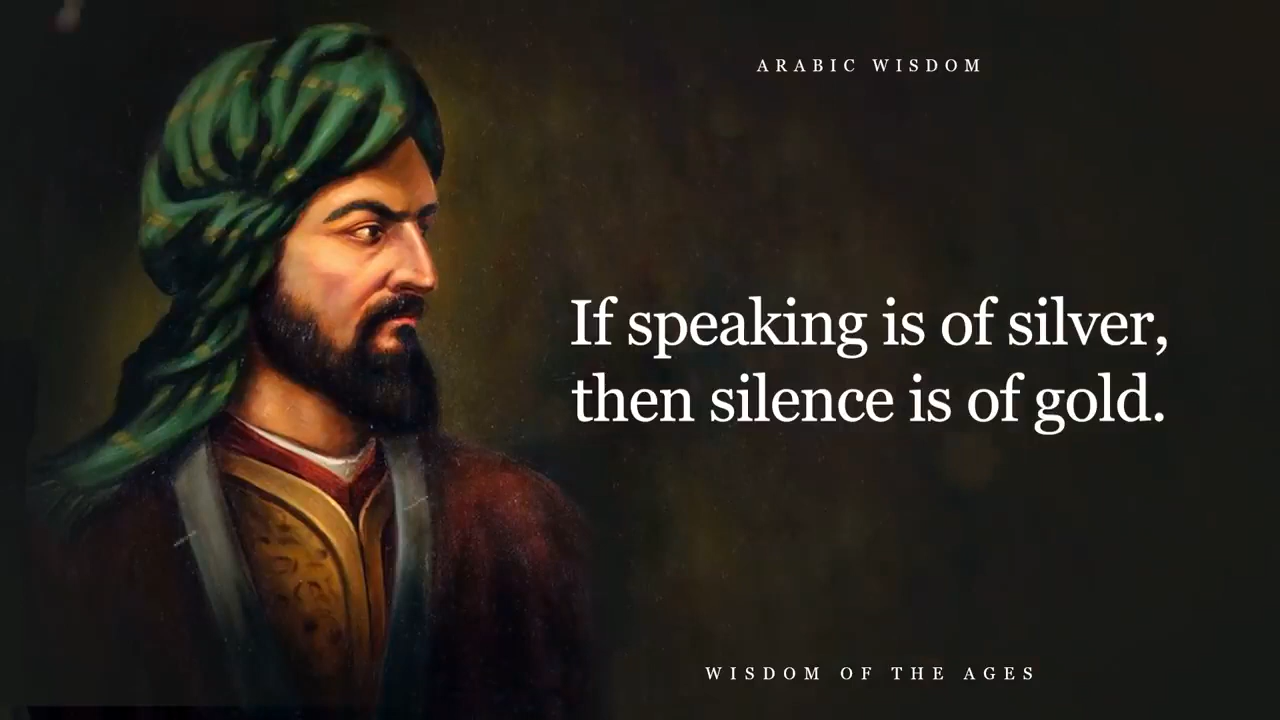 ARABIC WISDOM
If speaking is of silver,
then silence is of gold.
WISDOM OF THE AGES